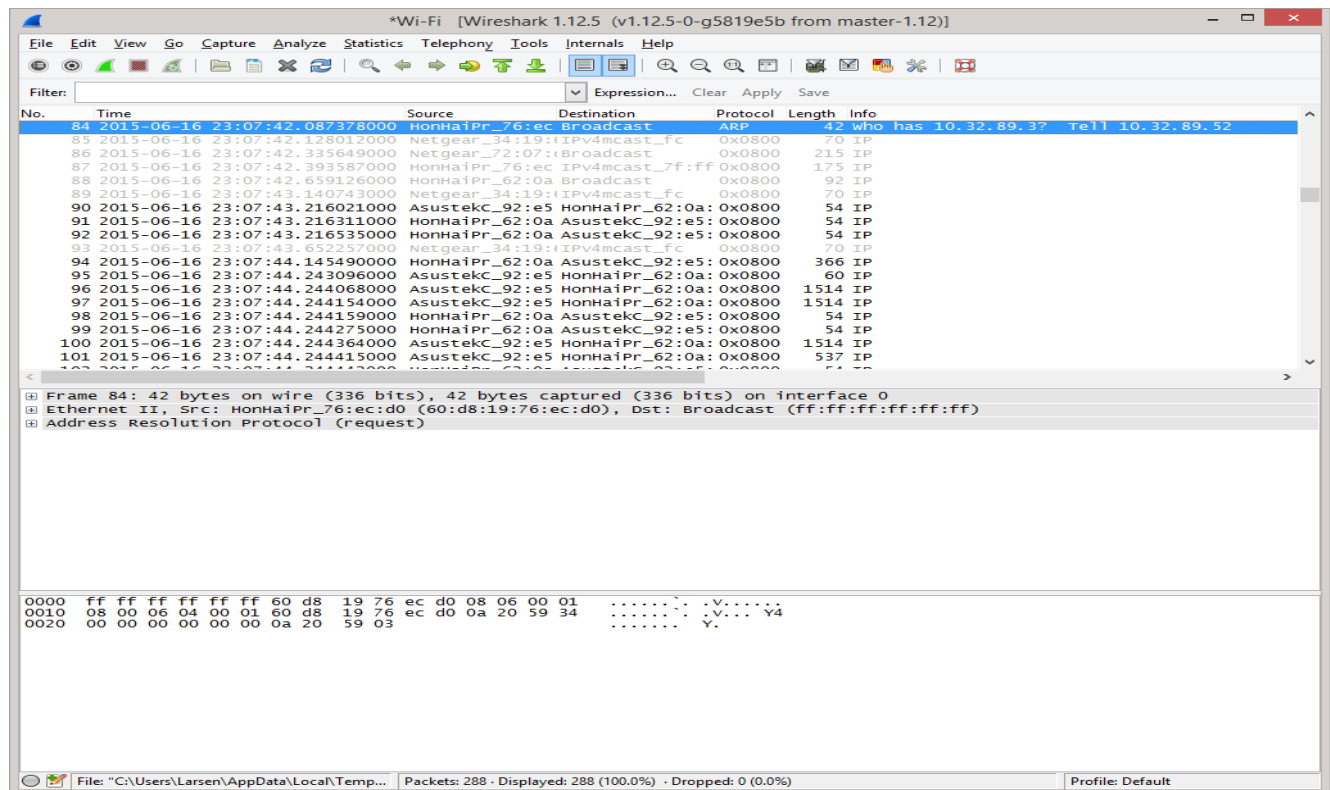 *Wi-Fi [Wireshark 1.12.5 (v1.12.5-0-g5819e5b from master-1.12)]
File Edit View Go Capture Analyze Statistics Telephony Tools Internals Help
Filter: Expression... Clear Apply Save
No. Time Source Destination Protocol Length Info
84 2015-06-16 23:07:42.087378000 HonHaiPr_76:ec Broadcast ARP 42 Who has 10.32.89.3? Tell 10.32.89.52
85 2015-06-16 23:07:42.128012000 Netgear_34:19:( IPv4mcast_fc 0x0800 70 IP
86 2015-06-16 23:07:42.335649000 Netgear_72:07:( Broadcast 0x0800 215 IP
87 2015-06-16 23:07:42.393587000 HonHaiPr_76:ec IPv4mcast_7f:ff 0x0800 175 IP
88 2015-06-16 23:07:42.659126000 HonHaiPr_62:0a Broadcast 0x0800 92 IP
89 2015-06-16 23:07:43.140743000 Netgear_34:19:( IPv4mcast_fc 0x0800 70 IP
90 2015-06-16 23:07:43.216021000 AsustekC_92:e5 HonHaiPr_62:0a: 0x0800 54 IP
91 2015-06-16 23:07:43.216311000 HonHaiPr_62:0a AsustekC_92:e5: 0x0800 54 IP
92 2015-06-16 23:07:43.216535000 HonHaiPr_62:0a AsustekC_92:e5: 0x0800 54 IP
93 2015-06-16 23:07:43.652257000 Netgear_34:19:( IPv4mcast_fc 0x0800 70 IP
94 2015-06-16 23:07:44.145490000 HonHaiPr_62:0a AsustekC_92:e5: 0x0800 366 IP
95 2015-06-16 23:07:44.243096000 AsustekC_92:e5 HonHaiPr_62:0a: 0x0800 60 IP
96 2015-06-16 23:07:44.244068000 AsustekC_92:e5 HonHaiPr_62:0a: 0x0800 1514 IP
97 2015-06-16 23:07:44.244154000 AsustekC_92:e5 HonHaiPr_62:0a: 0x0800 1514 IP
98 2015-06-16 23:07:44.244159000 HonHaiPr_62:0a AsustekC_92:e5: 0x0800 54 IP
99 2015-06-16 23:07:44.244275000 HonHaiPr_62:0a AsustekC_92:e5: 0x0800 54 IP
100 2015-06-16 23:07:44.244364000 AsustekC_92:e5 HonHaiPr_62:0a: 0x0800 1514 IP
101 2015-06-16 23:07:44.244415000 AsustekC_92:e5 HonHaiPr_62:0a: 0x0800 537 IP
Frame 84: 42 bytes on wire (336 bits), 42 bytes captured (336 bits) on interface 0
Ethernet II, Src: HonHaiPr_76:ec:d0 (60:d8:19:76:ec:d0), Dst: Broadcast (ff:ff:ff:ff:ff:ff)
Address Resolution Protocol (request)
0000 ff ff ff ff ff ff 60 d8 19 76 ec d0 08 06 00 01 ......`. .v......
0010 08 00 06 04 00 01 60 d8 19 76 ec d0 0a 20 59 34 ......`. .v... Y4
0020 00 00 00 00 00 00 0a 20 59 03 ....... Y.
File: "C:\Users\Larsen\AppData\Local\Temp... Packets: 288 · Displayed: 288 (100.0%) · Dropped: 0 (0.0%) Profile: Default